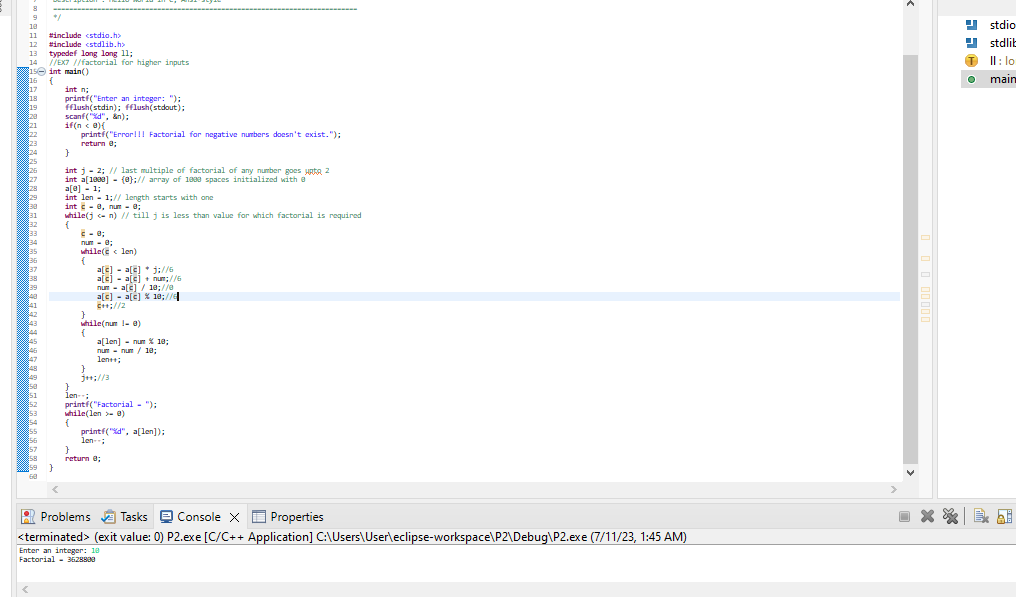 8 =====================================================================
9 */
10
11 #include <stdio.h>
12 #include <stdlib.h>
13 typedef long long ll;
14 //EX7 //factorial for higher inputs
15 int main()
16 {
17 int n;
18 printf("Enter an integer: ");
19 fflush(stdin); fflush(stdout);
20 scanf("%d", &n);
21 if(n < 0){
22 printf("Error!!! Factorial for negative numbers doesn't exist.");
23 return 0;
24 }
25
26 int j = 2; // last multiple of factorial of any number goes upto 2
27 int a[1000] = {0};// array of 1000 spaces initialized with 0
28 a[0] = 1;
29 int len = 1;// length starts with one
30 int c = 0, num = 0;
31 while(j <= n) // till j is less than value for which factorial is required
32 {
33 c = 0;
34 num = 0;
35 while(c < len)
36 {
37 a[c] = a[c] * j;//6
38 a[c] = a[c] + num;//6
39 num = a[c] / 10;//0
40 a[c] = a[c] % 10;//6
41 c++;//2
42 }
43 while(num != 0)
44 {
45 a[len] = num % 10;
46 num = num / 10;
47 len++;
48 }
49 j++;//3
50 }
51 len--;
52 printf("Factorial = ");
53 while(len >= 0)
54 {
55 printf("%d", a[len]);
56 len--;
57 }
58 return 0;
59 }
60
stdio
stdlib
ll : lo
main
Problems Tasks Console Properties
<terminated> (exit value: 0) P2.exe [C/C++ Application] C:\Users\User\eclipse-workspace\P2\Debug\P2.exe (7/11/23, 1:45 AM)
Enter an integer: 10
Factorial = 3628800